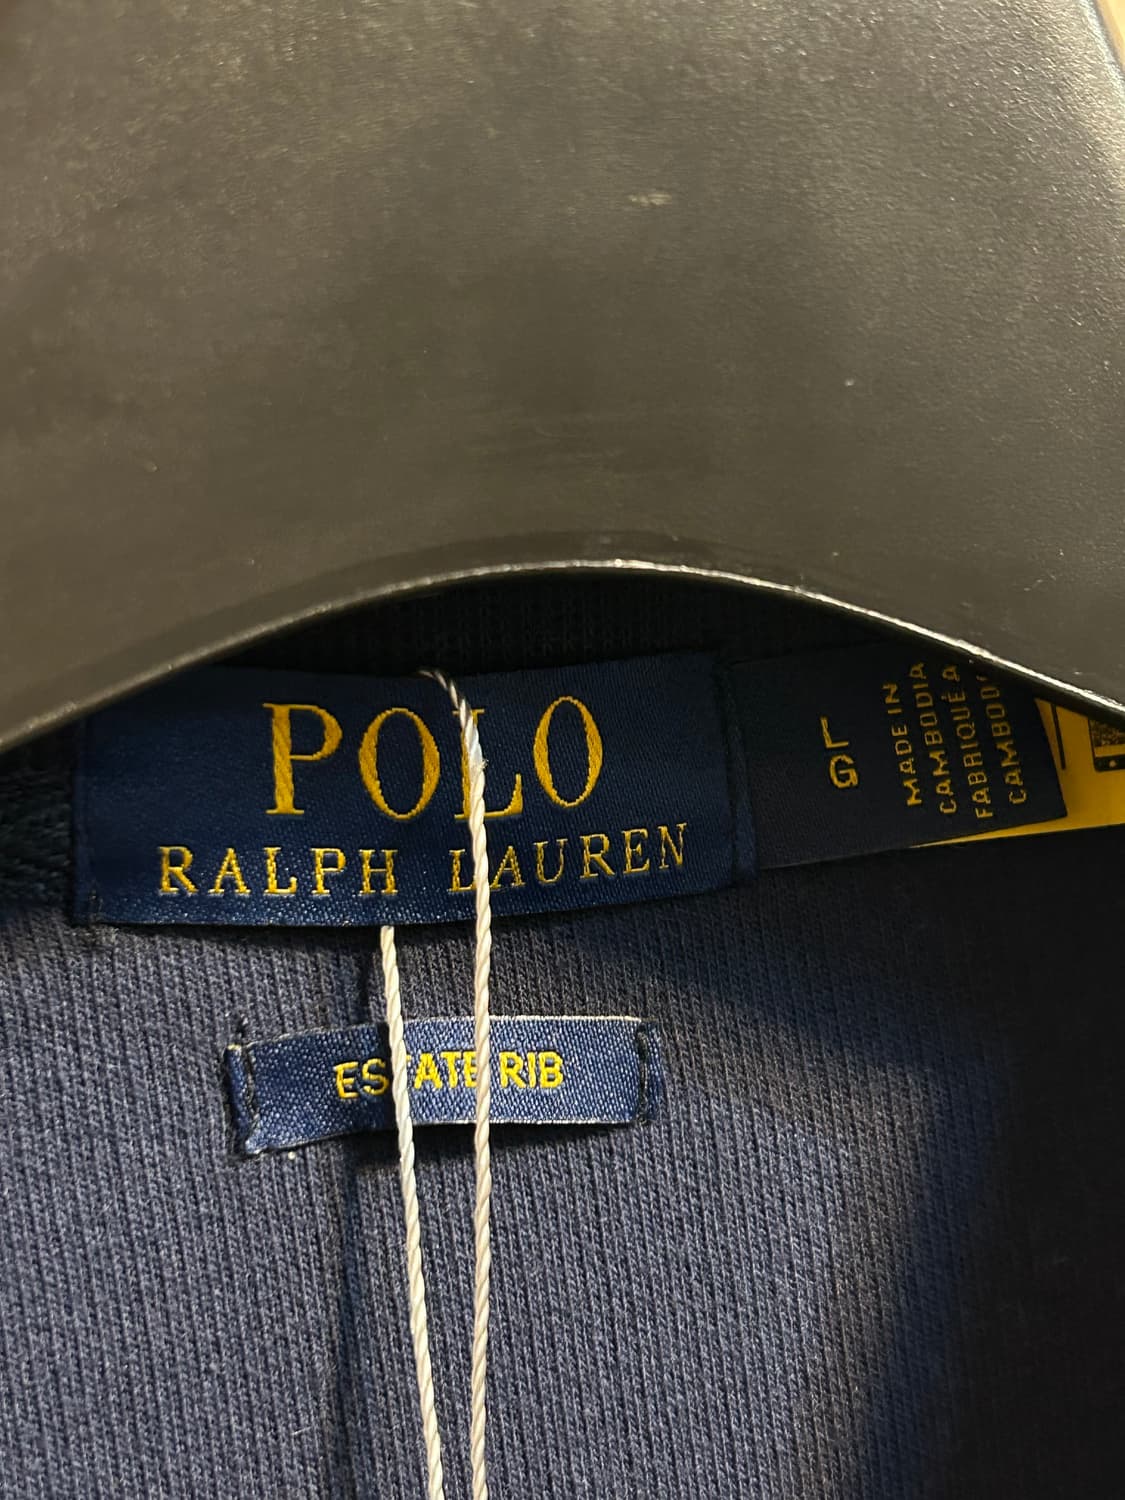 POLO
RALPH LAUREN
ESTATE RIB
MADE IN
CAMBODIA
FABRIQUÉ A